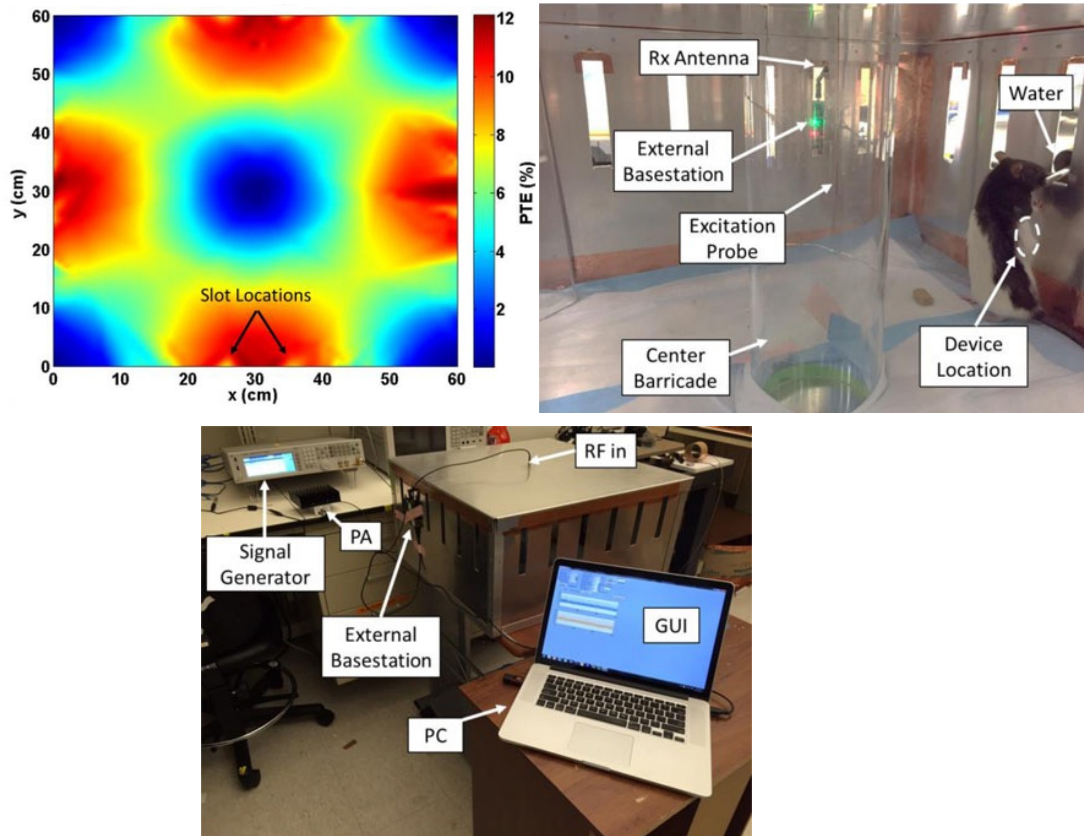 60
50
40
30
20
10
0
y (cm)
0
10
20
30
40
50
60
x (cm)
Slot Locations
12
10
8
6
4
2
PTE (%)
Rx Antenna
Water
External
Basestation
Excitation
Probe
Center
Barricade
Device
Location
RF in
PA
Signal
Generator
External
Basestation
GUI
PC